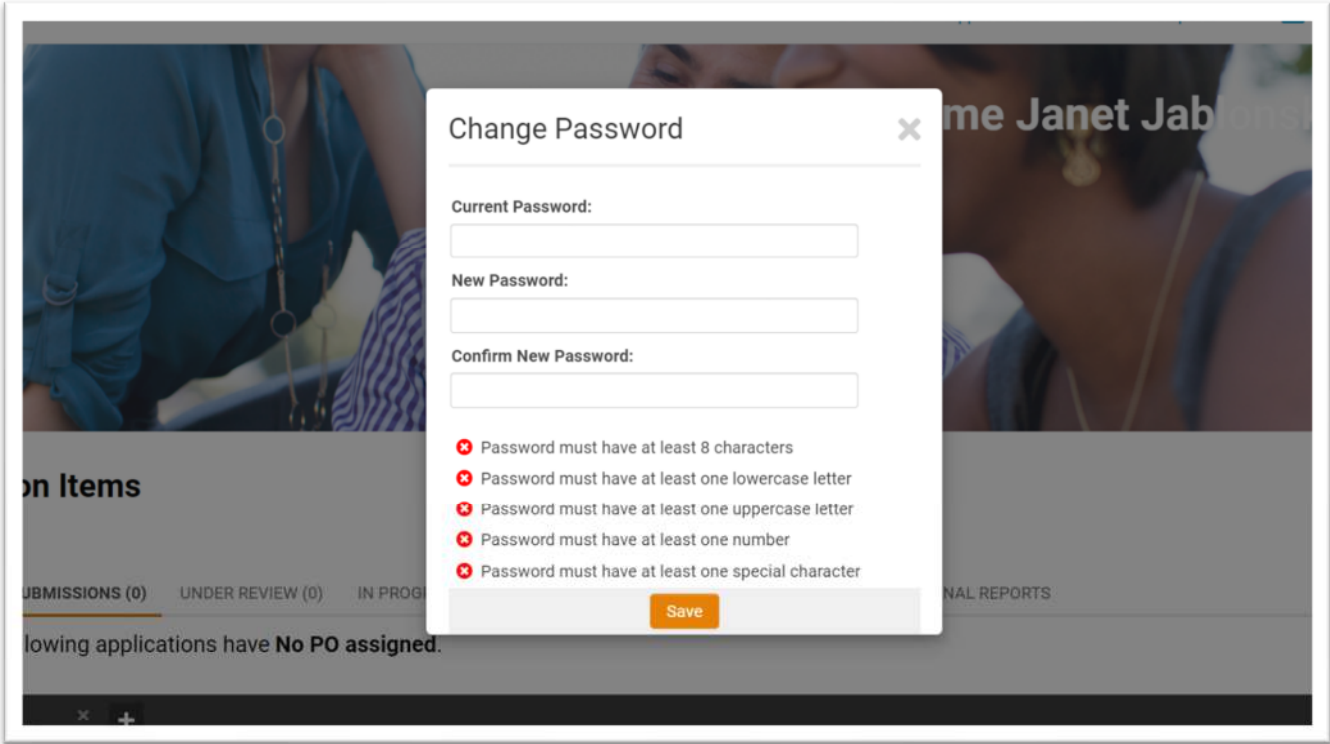 me Janet Jablonsk
Change Password
Current Password:
New Password:
Confirm New Password:
Password must have at least 8 characters
Password must have at least one lowercase letter
Password must have at least one uppercase letter
Password must have at least one number
Password must have at least one special character
Save
on Items
UBMISSIONS (0) UNDER REVIEW (0) IN PROG NAL REPORTS
lowing applications have No PO assigned.